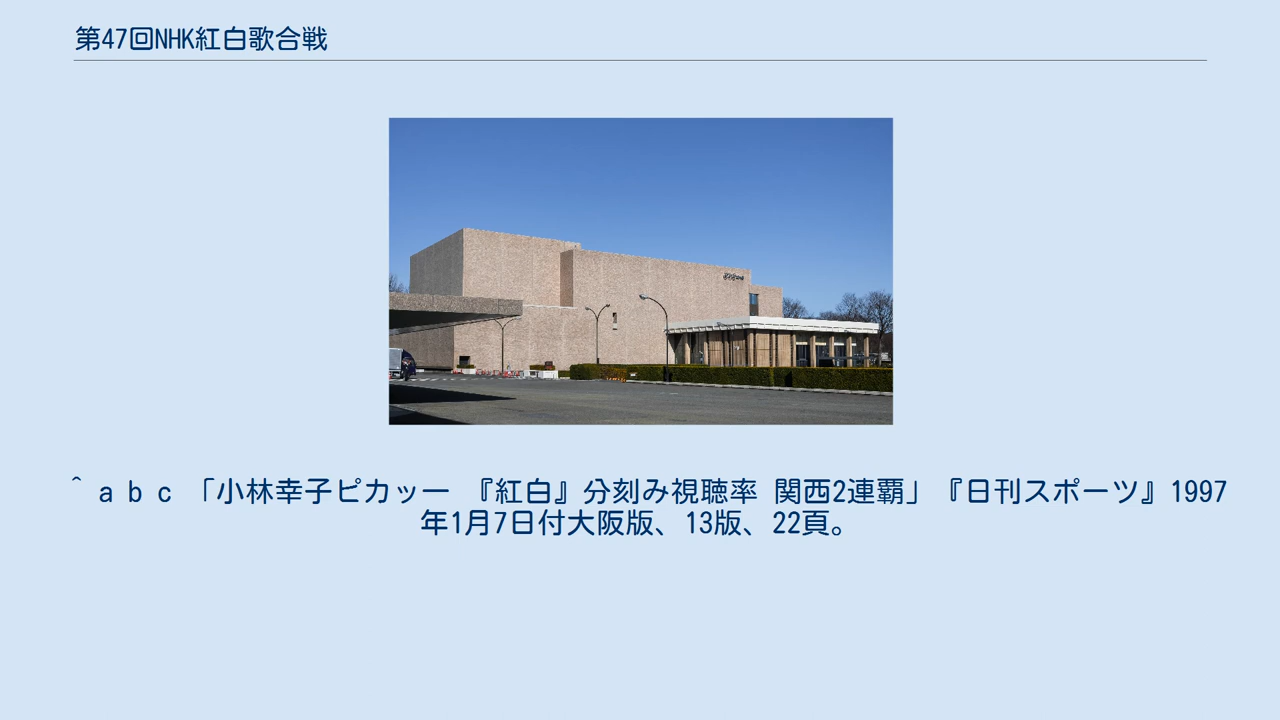 第47回NHK紅白歌合戦
^ a b c 「小林幸子ピカッー 『紅白』分刻み視聴率 関西2連覇」『日刊スポーツ』1997
年1月7日付大阪版、13版、22頁。